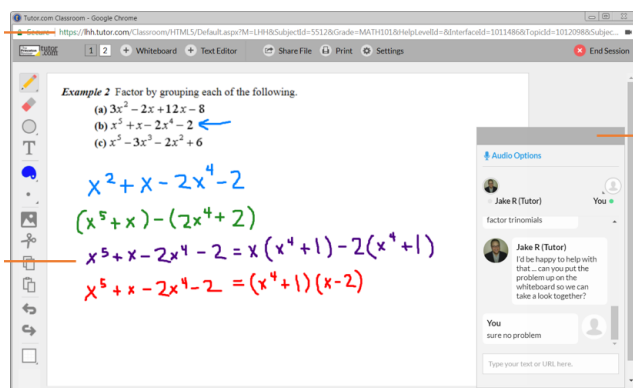 Tutor.com Classroom - Google Chrome
Secure https://lhh.tutor.com/Classroom/HTML5/Default.aspx?M=LHH&SubjectId=5512&Grade=MATH101&HelpLevelId=&InterfaceId=1011486&TopicId=1012098&Subjec...
tutor.com 1 2 + Whiteboard + Text Editor Share File Print Settings End Session
Example 2 Factor by grouping each of the following.
(a) 3x² – 2x + 12x – 8
(b) x⁵ + x – 2x⁴ – 2
(c) x⁵ – 3x³ – 2x² + 6
x² + x - 2x⁴ - 2
(x⁵ + x) - (2x⁴ + 2)
x⁵ + x - 2x⁴ - 2 = x(x⁴ + 1) - 2(x⁴ + 1)
x⁵ + x - 2x⁴ - 2 = (x⁴ + 1)(x - 2)
T
Audio Options
Jake R (Tutor) You
factor trinomials
Jake R (Tutor)
I'd be happy to help with
that ... can you put the
problem up on the
whiteboard so we can
take a look together?
You
sure no problem
Type your text or URL here.